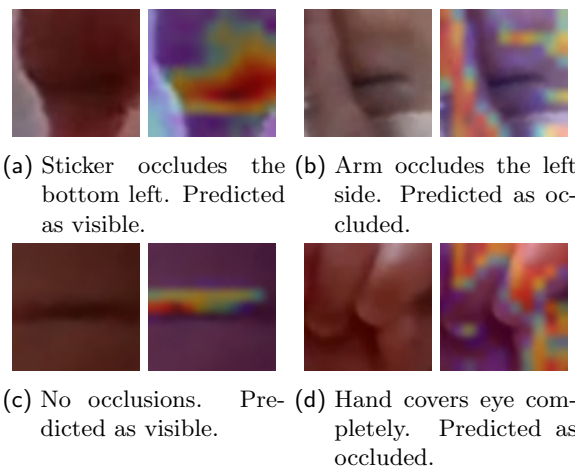 (a) Sticker occludes the
bottom left. Predicted
as visible.
(b) Arm occludes the left
side. Predicted as oc-
cluded.
(c) No occlusions. Pre-
dicted as visible.
(d) Hand covers eye com-
pletely. Predicted as
occluded.